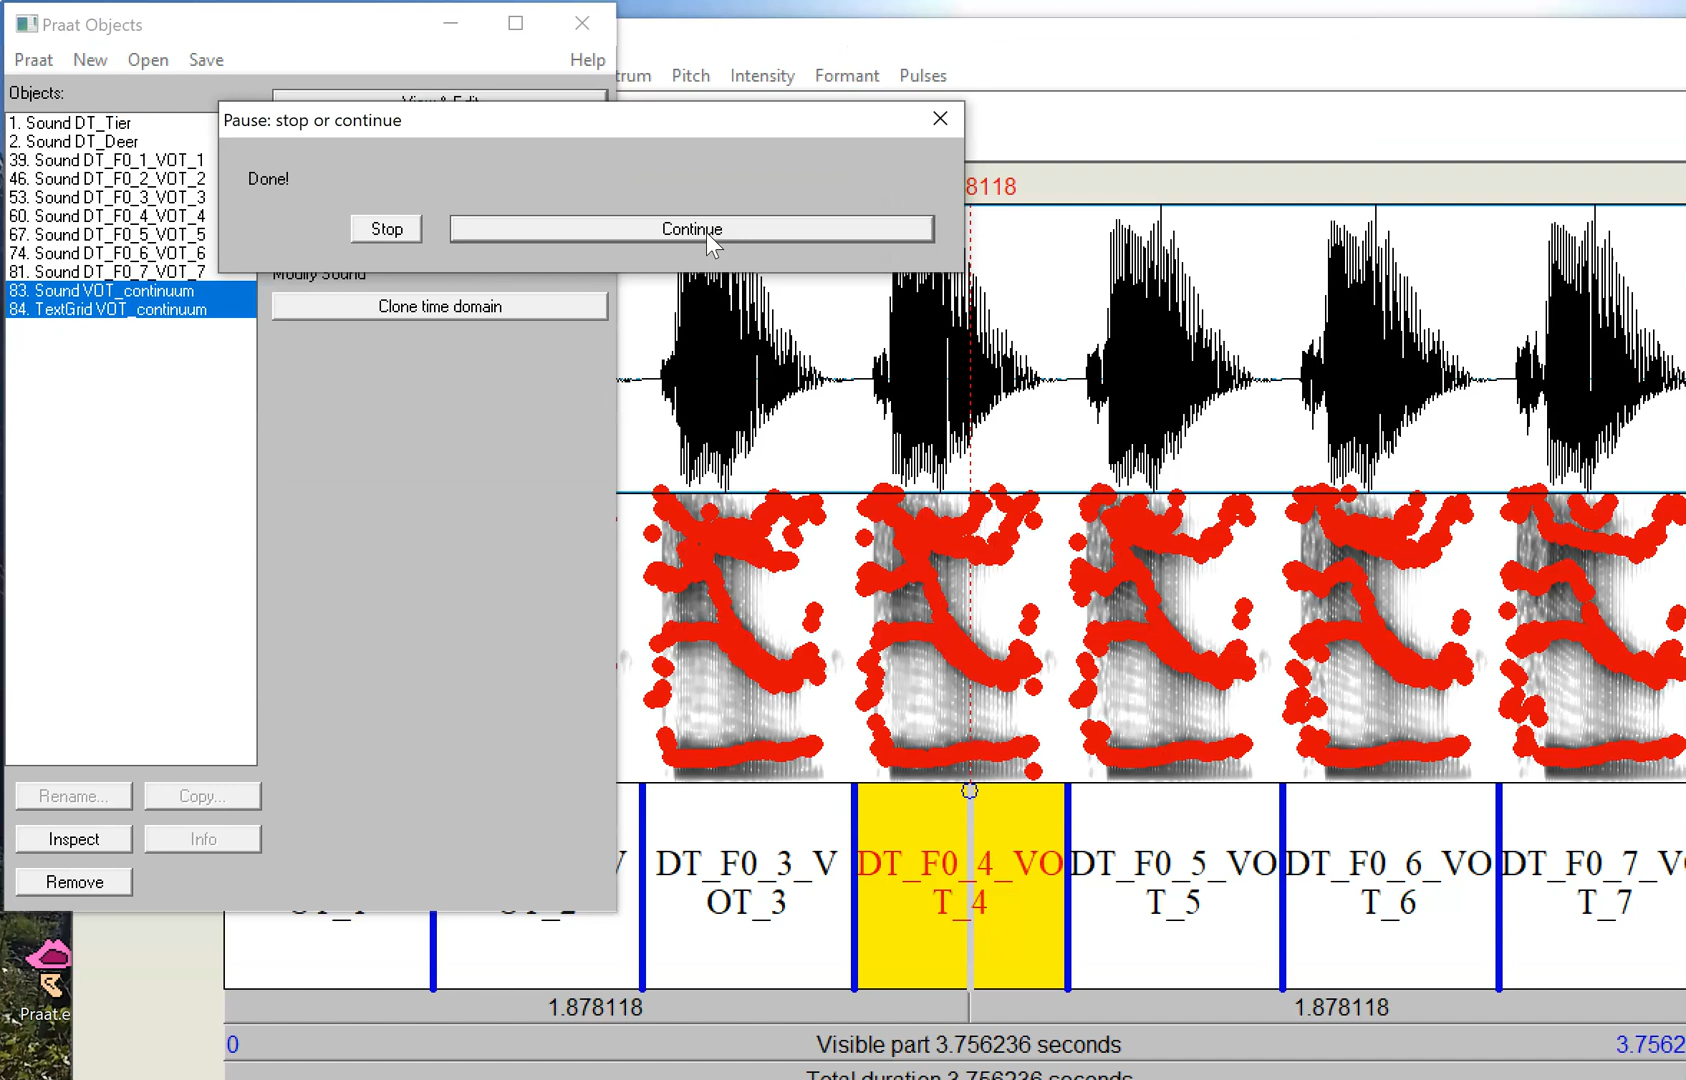 Praat Objects
Praat New Open Save Help
trum Pitch Intensity Formant Pulses
Objects:
View & Edit
Pause: stop or continue
1. Sound DT_Tier
2. Sound DT_Deer
39. Sound DT_F0_1_VOT_1
46. Sound DT_F0_2_VOT_2
53. Sound DT_F0_3_VOT_3
60. Sound DT_F0_4_VOT_4
67. Sound DT_F0_5_VOT_5
74. Sound DT_F0_6_VOT_6
81. Sound DT_F0_7_VOT_7
83. Sound VOT_continuum
84. TextGrid VOT_continuum
Done!
8118
Stop Continue
Modify Sound
Clone time domain
Rename... Copy...
Inspect Info
Remove
V DT_F0_3_V DT_F0_4_VO DT_F0_5_VO DT_F0_6_VO DT_F0_7_V
OT_1 OT_2 OT_3 T_4 T_5 T_6 T_7
Praat.e
1.878118 1.878118
0 Visible part 3.756236 seconds 3.7562
Total duration 3.756236 seconds